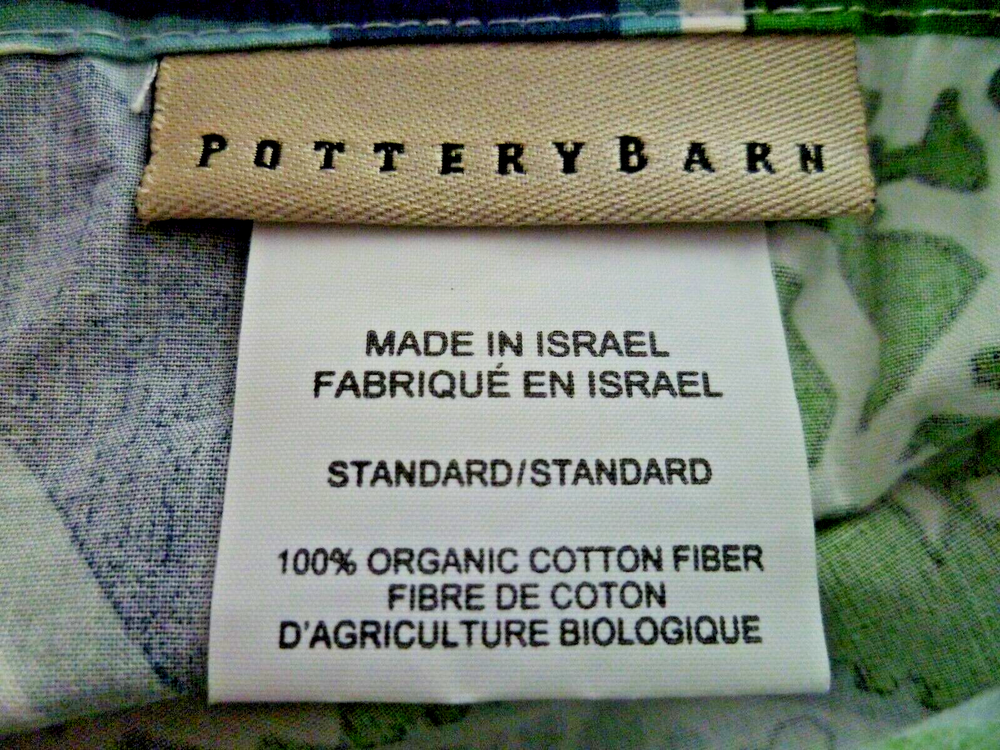 POTTERYBARN
MADE IN ISRAEL
FABRIQUÉ EN ISRAEL
STANDARD/STANDARD
100% ORGANIC COTTON FIBER
FIBRE DE COTON
D'AGRICULTURE BIOLOGIQUE